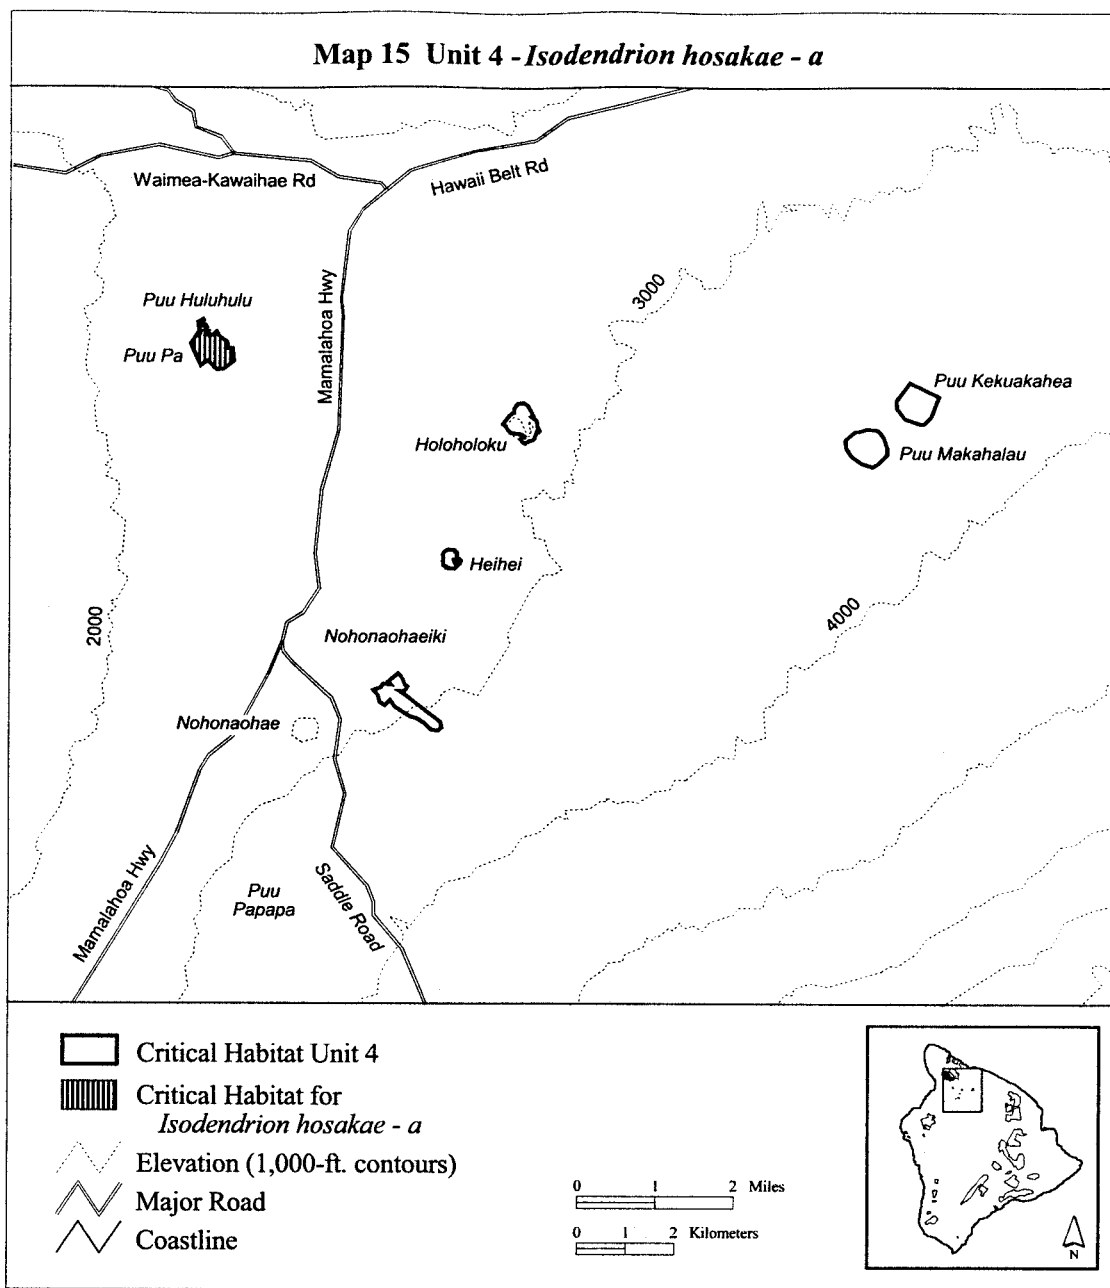 Map 15 Unit 4 - Isodendrion hosakae - a
Waimea-Kawaihae Rd
Hawaii Belt Rd
Mamalahoa Hwy
3000
Puu Huluhulu
Puu Pa
Puu Kekuakahea
Holoholoku
Puu Makahalau
Heihei
2000
4000
Nohonaohaeiki
Nohonaohae
Mamalahoa Hwy
Saddle Road
Puu
Papapa
Critical Habitat Unit 4
Critical Habitat for
Isodendrion hosakae - a
Elevation (1,000-ft. contours)
Major Road
Coastline
0 1 2 Miles
0 1 2 Kilometers
N